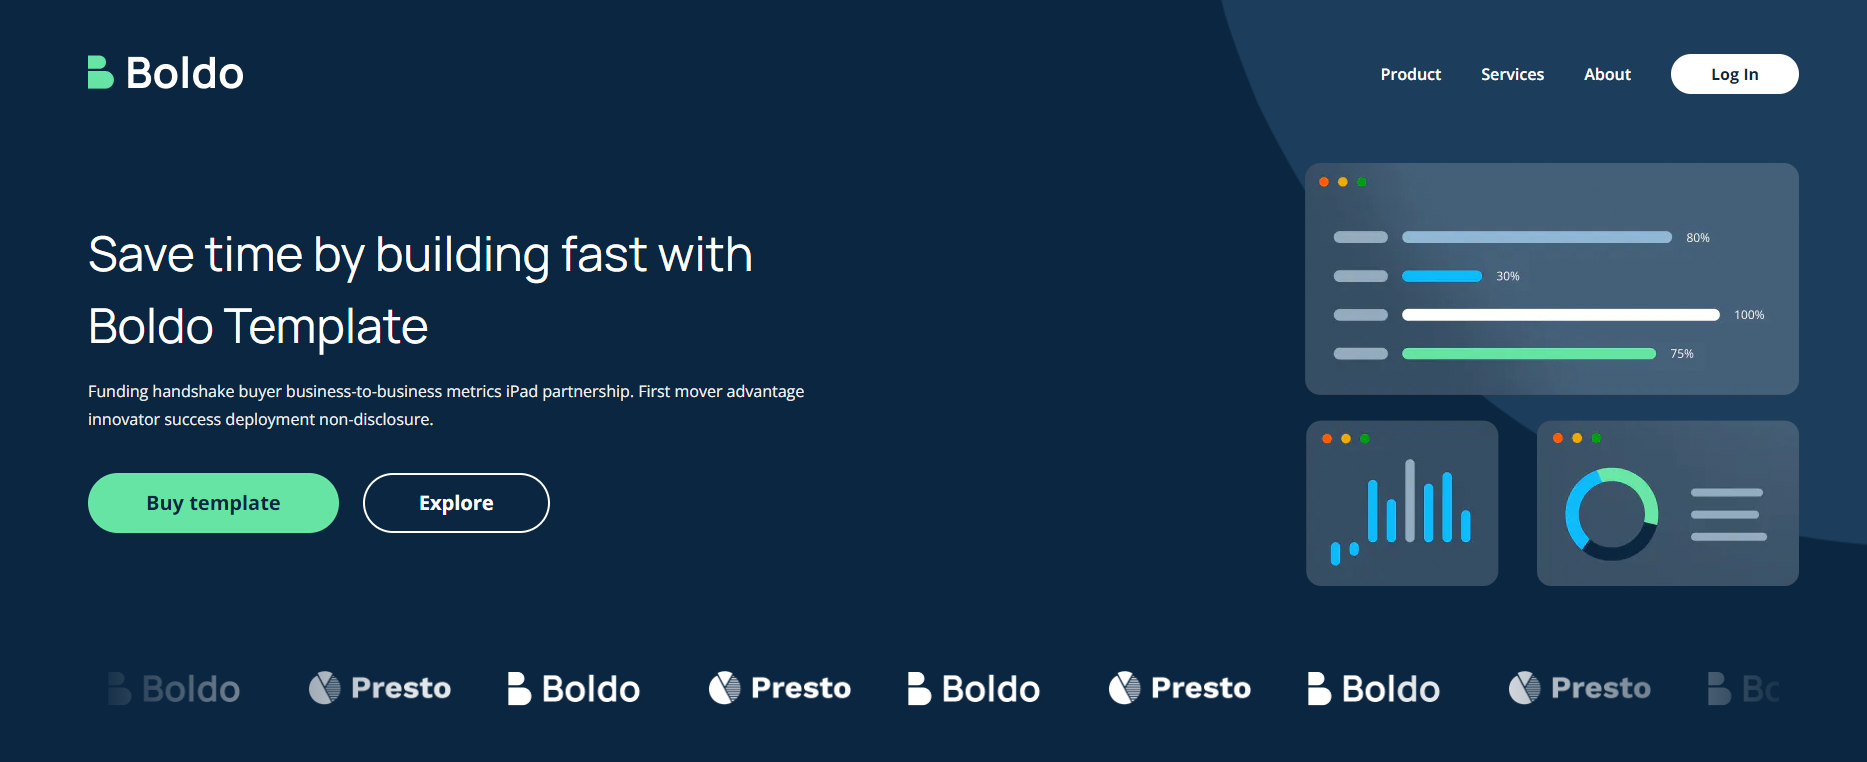 Boldo
Product Services About Log In
Save time by building fast with
Boldo Template
Funding handshake buyer business-to-business metrics iPad partnership. First mover advantage
innovator success deployment non-disclosure.
Buy template Explore
80%
30%
100%
75%
Boldo Presto Boldo Presto Boldo Presto Boldo Presto Bo